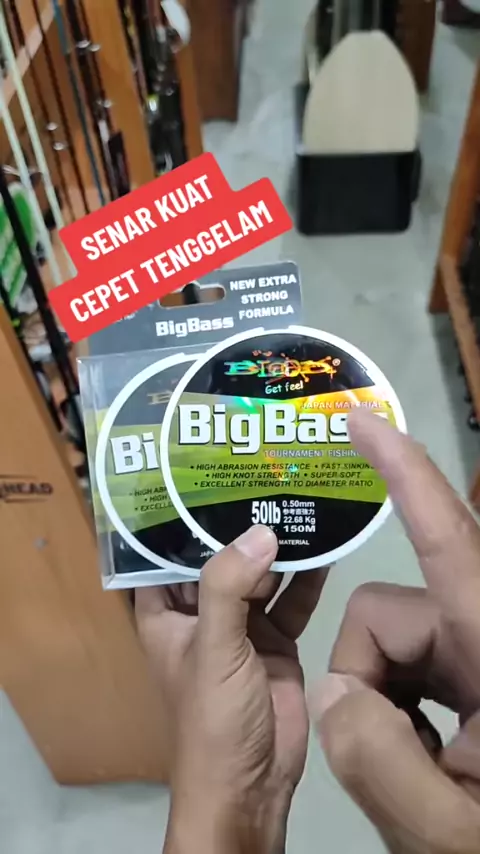 SENAR KUAT
CEPET TENGGELAM
NEW EXTRA
STRONG
FORMULA
BigBass
Get feel
JAPAN MATERIAL
BigBass
TOURNAMENT FISHING
Bi
• HIGH ABRASION RESISTANCE • FAST SINKIN
• HIGH KNOT STRENGTH • SUPER SOFT
• EXCELLENT STRENGTH TO DIAMETER RATIO
50lb
0.50mm
22.68 Kg
150M
MATERIAL